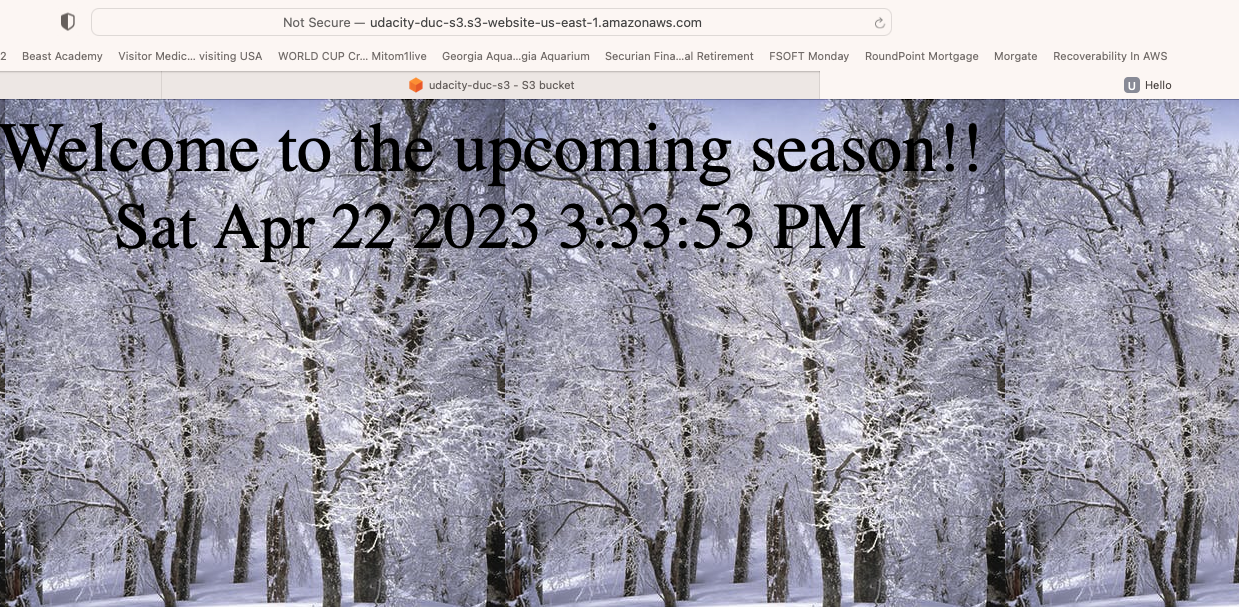 Not Secure — udacity-duc-s3.s3-website-us-east-1.amazonaws.com
2 Beast Academy Visitor Medic... visiting USA WORLD CUP Cr... Mitom1live Georgia Aqua...gia Aquarium Securian Fina...al Retirement FSOFT Monday RoundPoint Mortgage Morgate Recoverability In AWS
udacity-duc-s3 - S3 bucket U Hello
Welcome to the upcoming season!!
Sat Apr 22 2023 3:33:53 PM